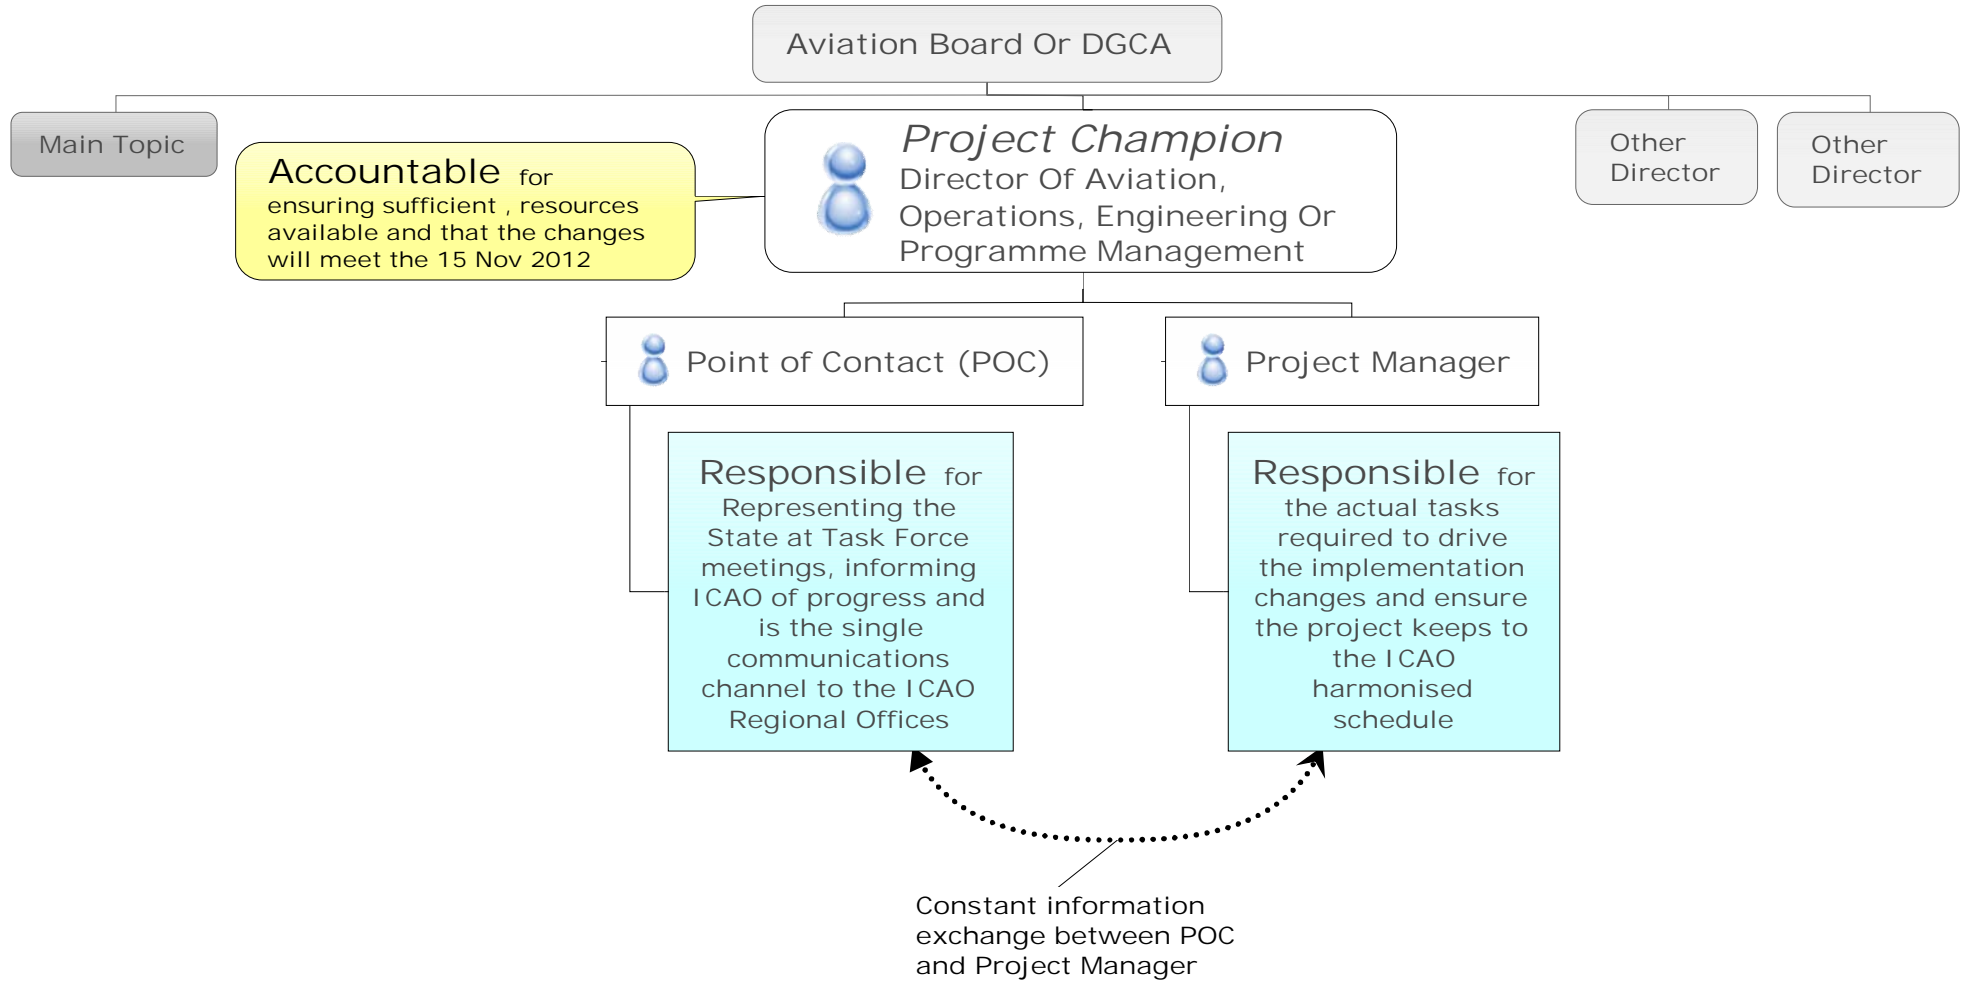 Aviation Board Or DGCA
Main Topic
Accountable for
ensuring sufficient , resources
available and that the changes
will meet the 15 Nov 2012
Project Champion
Director Of Aviation,
Operations, Engineering Or
Programme Management
Other
Director
Other
Director
Point of Contact (POC)
Project Manager
Responsible for
Representing the
State at Task Force
meetings, informing
ICAO of progress and
is the single
communications
channel to the ICAO
Regional Offices
Responsible for
the actual tasks
required to drive
the implementation
changes and ensure
the project keeps to
the ICAO
harmonised
schedule
Constant information
exchange between POC
and Project Manager